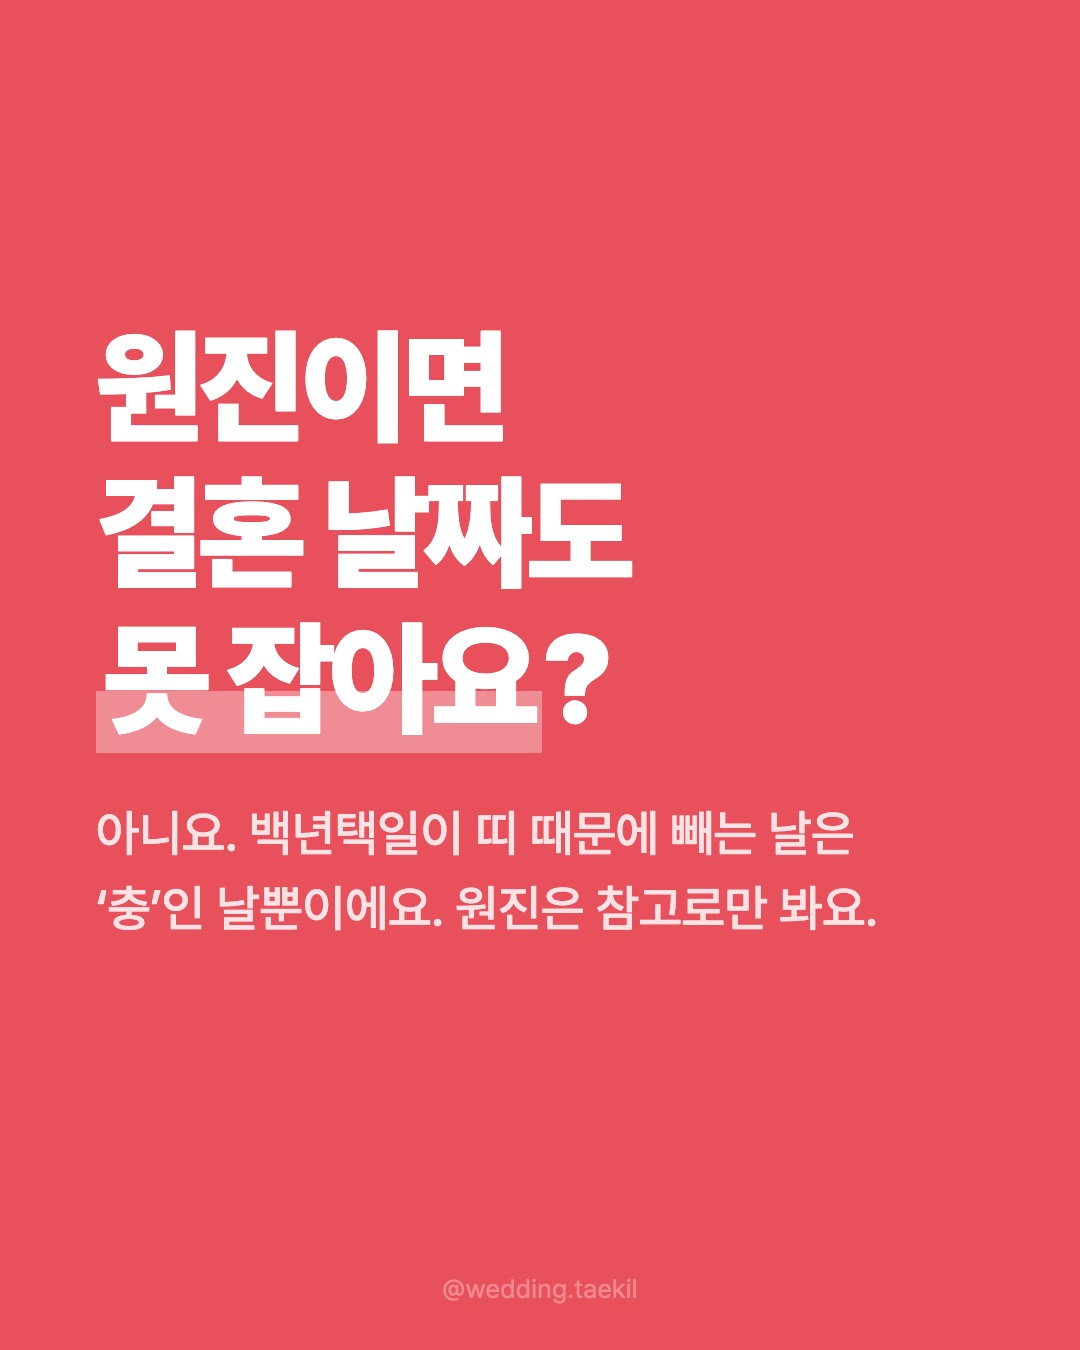 원진이면
결혼 날짜도
못 잡아요?
아니요. 백년택일이 띠 때문에 빼는 날은
‘충’인 날뿐이에요. 원진은 참고로만 봐요.
@wedding.taekil